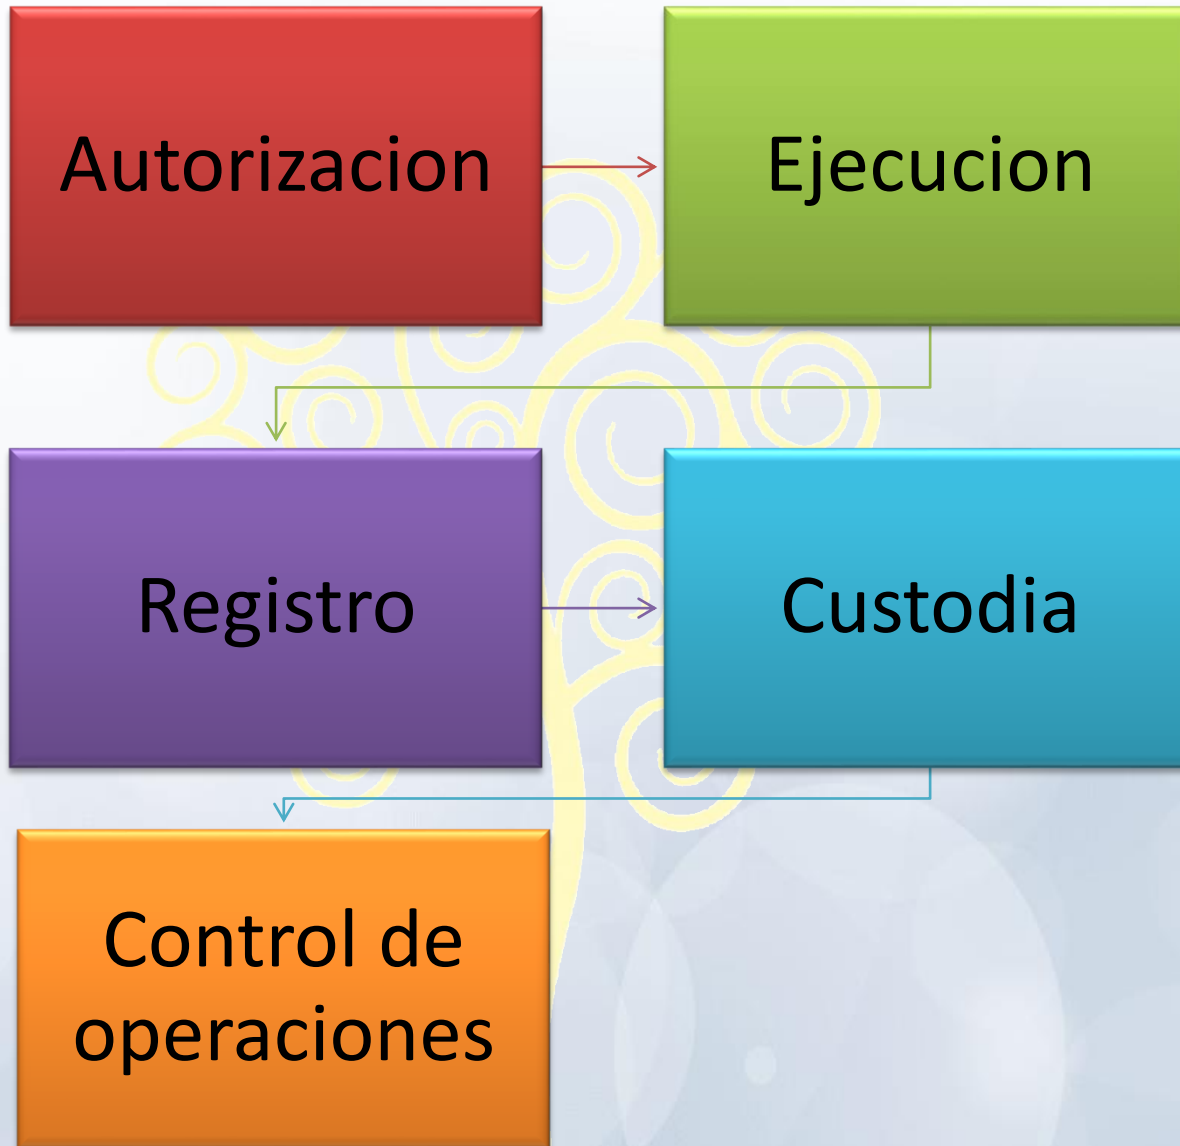 Autorizacion
Ejecucion
Registro
Custodia
Control de
operaciones